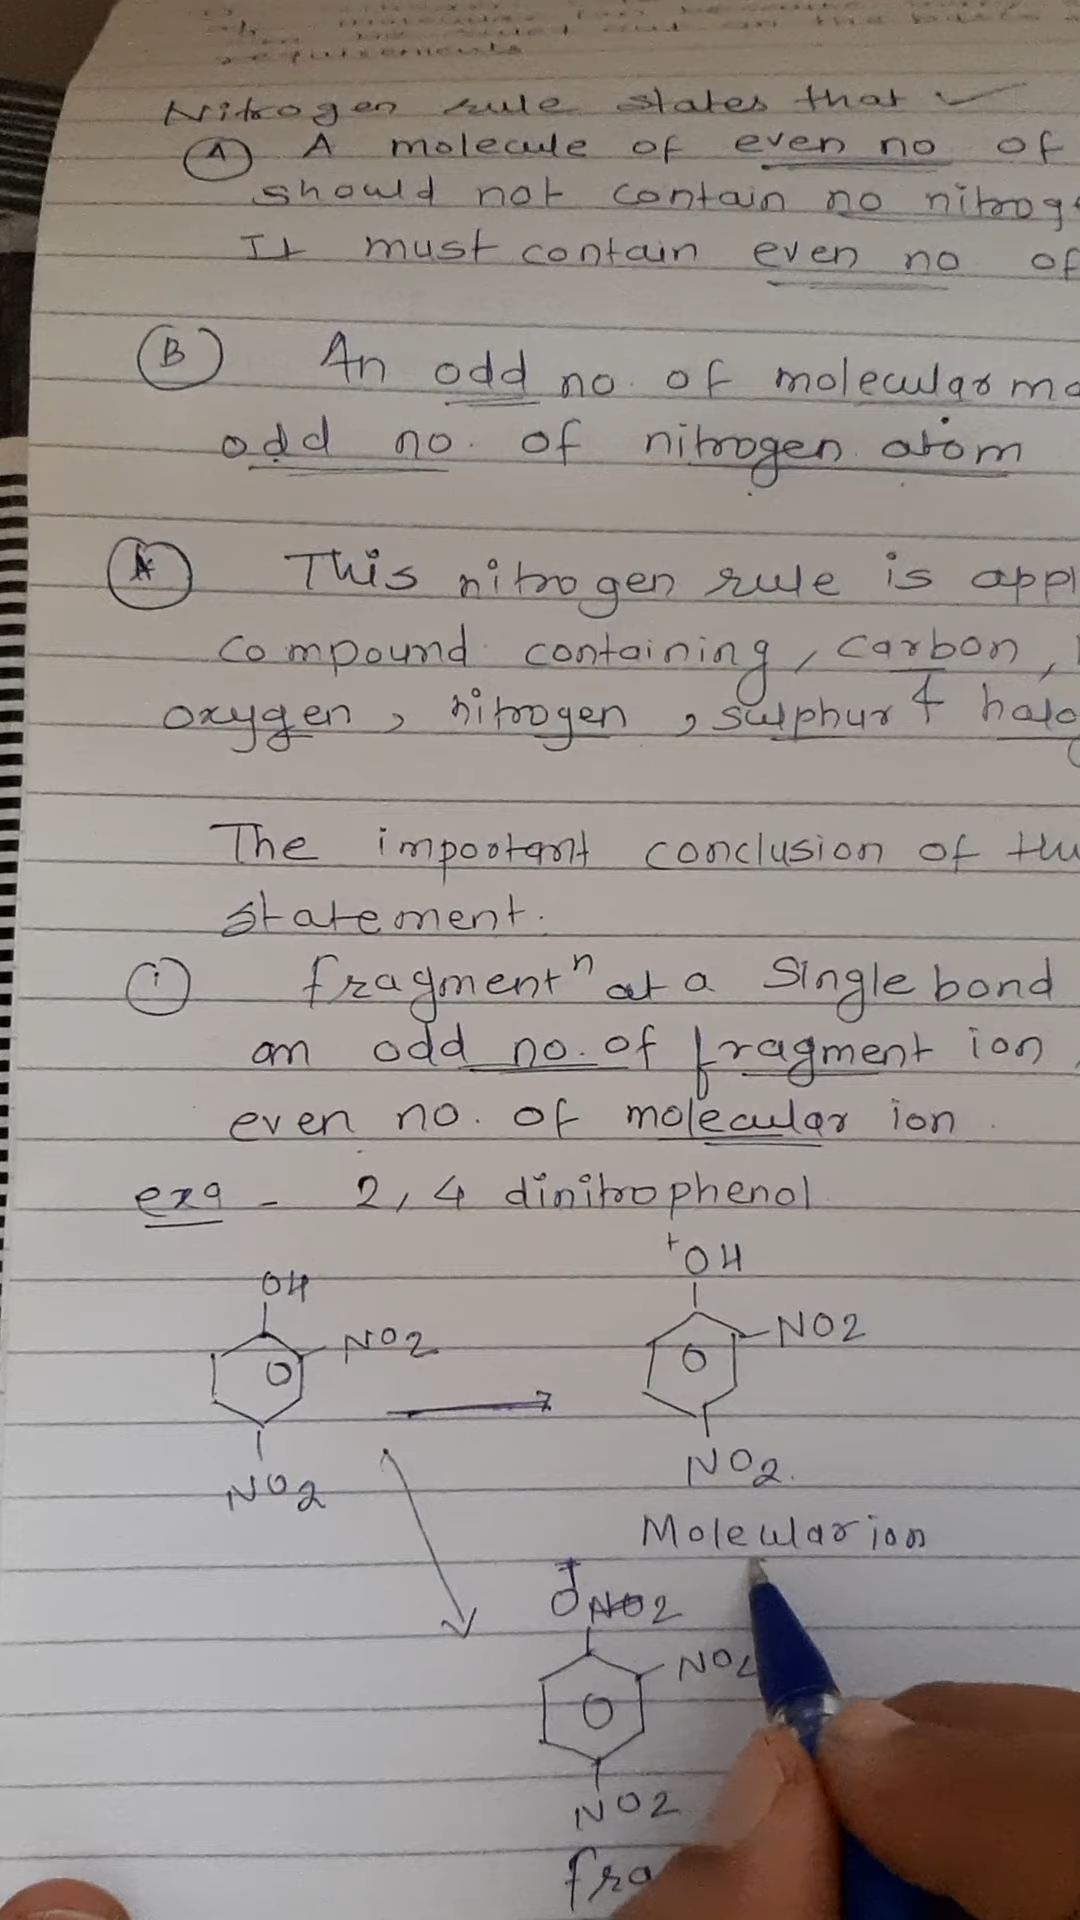 requirements
Nitrogen rule states that ✓
(A) A molecule of even no of
should not contain no nitrog
It must contain even no of
(B) An odd no. of molecular
odd no. of nitrogen atom
This nitrogen rule is appl
compound containing, carbon,
oxygen, nitrogen, sulphur & halo
The important conclusion of
statement.
(i) fragmentⁿ at a single bond
an odd no. of fragment ion
even no. of molecular ion.
exa - 2, 4 dinitrophenol
OH
+OH
NO2
NO2
NO2
NO2.
Moleular ion
NO2
NO2
fra